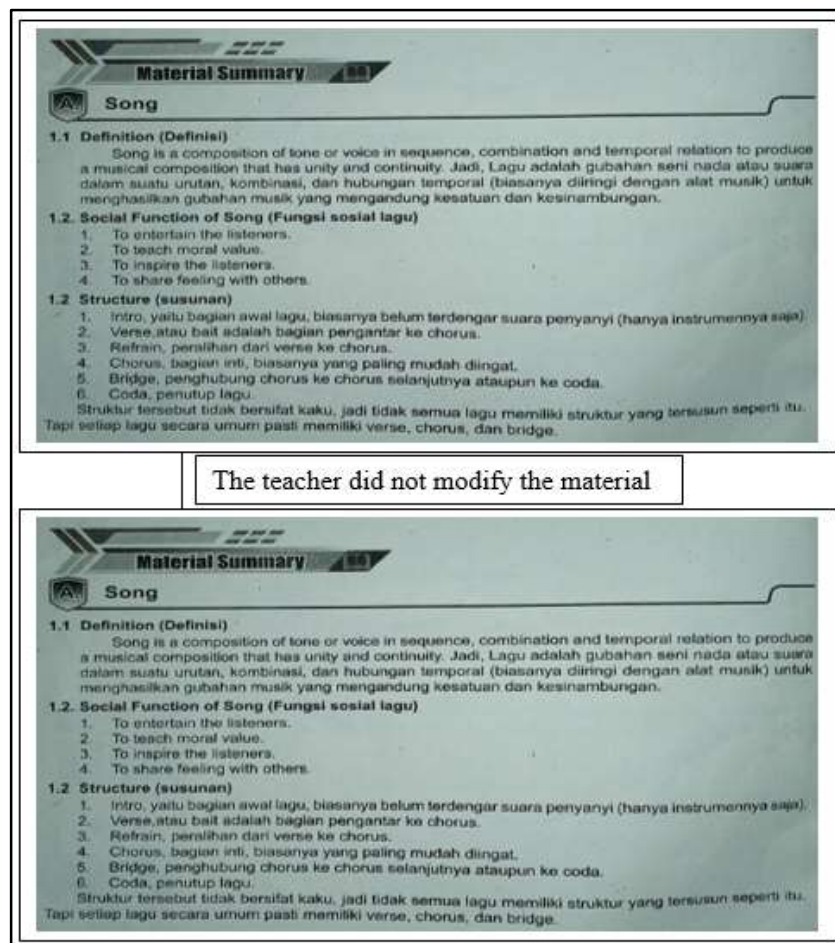 Material Summary
A. Song
1.1 Definition (Definisi)
Song is a composition of tone or voice in sequence, combination and temporal relation to produce
a musical composition that has unity and continuity. Jadi, Lagu adalah gubahan seni nada atau suara
dalam suatu urutan, kombinasi, dan hubungan temporal (biasanya diiringi dengan alat musik) untuk
menghasilkan gubahan musik yang mengandung kesatuan dan kesinambungan.
1.2. Social Function of Song (Fungsi sosial lagu)
1. To entertain the listeners.
2. To teach moral value.
3. To inspire the listeners.
4. To share feeling with others.
1.2 Structure (susunan)
1. Intro, yaitu bagian awal lagu, biasanya belum terdengar suara penyanyi (hanya instrumennya saja).
2. Verse,atau bait adalah bagian pengantar ke chorus.
3. Refrain, peralihan dari verse ke chorus.
4. Chorus, bagian inti, biasanya yang paling mudah diingat.
5. Bridge, penghubung chorus ke chorus selanjutnya ataupun ke coda.
6. Coda, penutup lagu.
Struktur tersebut tidak bersifat kaku, jadi tidak semua lagu memiliki struktur yang tersusun seperti itu.
Tapi setiap lagu secara umum pasti memiliki verse, chorus, dan bridge.
The teacher did not modify the material
Material Summary
A. Song
1.1 Definition (Definisi)
Song is a composition of tone or voice in sequence, combination and temporal relation to produce
a musical composition that has unity and continuity. Jadi, Lagu adalah gubahan seni nada atau suara
dalam suatu urutan, kombinasi, dan hubungan temporal (biasanya diiringi dengan alat musik) untuk
menghasilkan gubahan musik yang mengandung kesatuan dan kesinambungan.
1.2. Social Function of Song (Fungsi sosial lagu)
1. To entertain the listeners.
2. To teach moral value.
3. To inspire the listeners.
4. To share feeling with others.
1.2 Structure (susunan)
1. Intro, yaitu bagian awal lagu, biasanya belum terdengar suara penyanyi (hanya instrumennya saja).
2. Verse,atau bait adalah bagian pengantar ke chorus.
3. Refrain, peralihan dari verse ke chorus.
4. Chorus, bagian inti, biasanya yang paling mudah diingat.
5. Bridge, penghubung chorus ke chorus selanjutnya ataupun ke coda.
6. Coda, penutup lagu.
Struktur tersebut tidak bersifat kaku, jadi tidak semua lagu memiliki struktur yang tersusun seperti itu.
Tapi setiap lagu secara umum pasti memiliki verse, chorus, dan bridge.